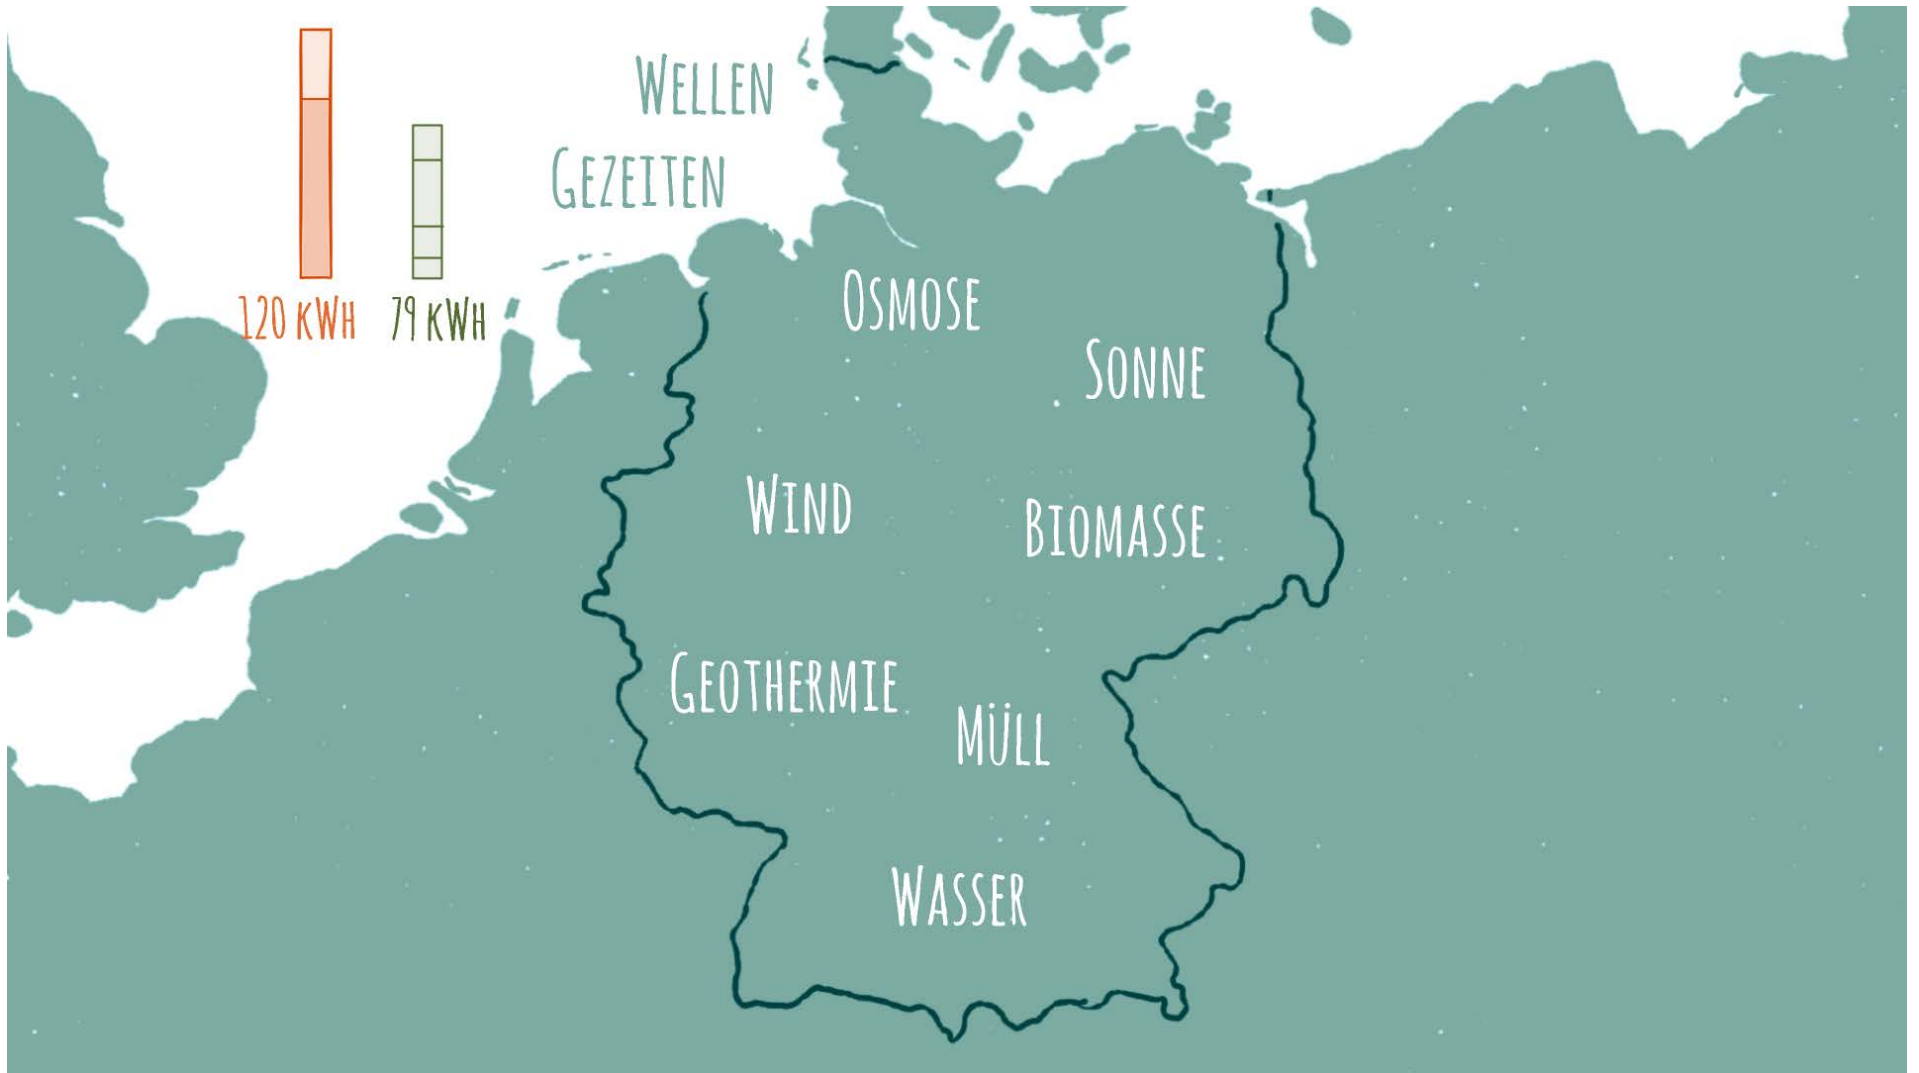 WELLEN
GEZEITEN
120 KWH
79 KWH
OSMOSE
SONNE
WIND
BIOMASSE
GEOTHERMIE
MÜLL
WASSER